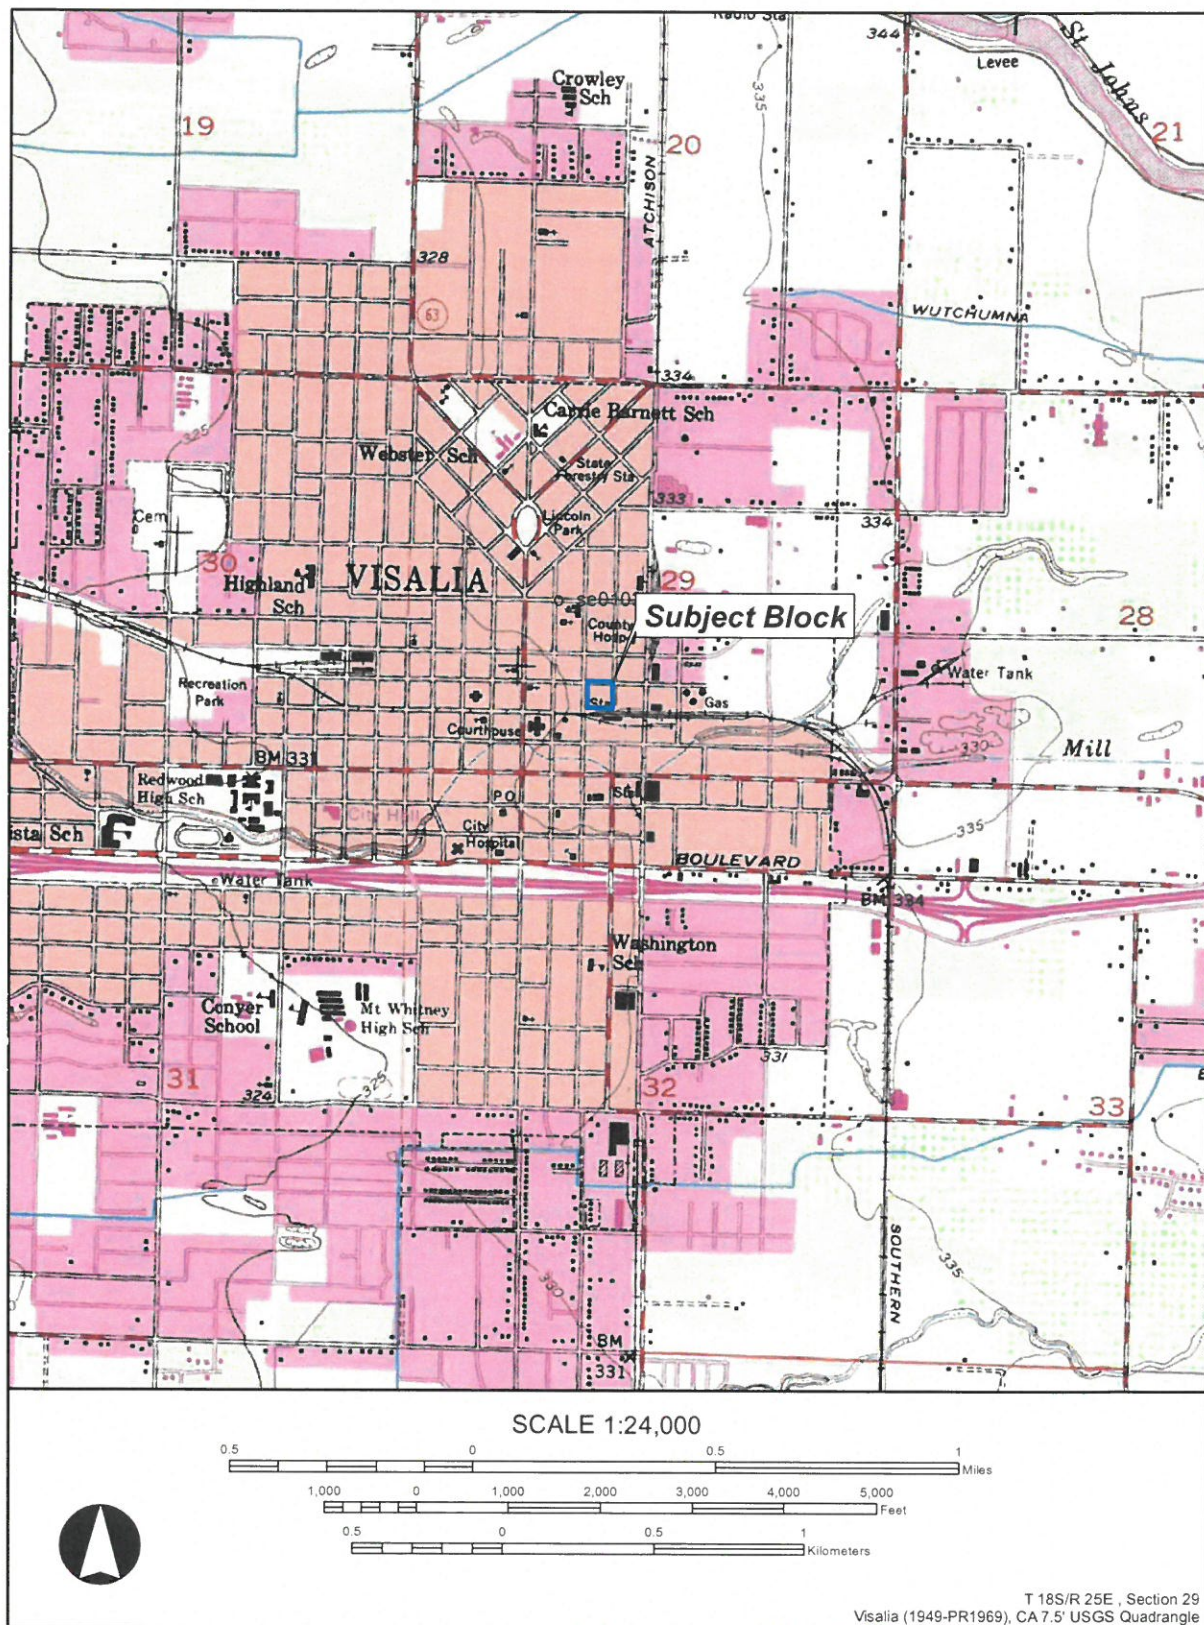 Radio Sta
344
St Johns
Levee
Crowley
Sch
335
19
20
21
ATCHISON
328
63
WUTCHUMNA
334
325
Carrie Barnett Sch
Webster Sch
State
Forestry Sta
333
334
Cem
Lincoln
Park
30
Highland
Sch
VISALIA
29
28
County
Hosp
Subject Block
Water Tank
Recreation
Park
Sta
Gas
Courthouse
330
Mill
BM 331
Redwood
High Sch
P O
Sta
City Hall
ista Sch
City
Hospital
335
BOULEVARD
Water Tank
BM 334
Washington
Sch
Conyer
School
Mt Whitney
High Sch
331
31
324
325
32
33
SOUTHERN
335
330
BM
331
SCALE 1:24,000
0.5 0 0.5 1
Miles
1,000 0 1,000 2,000 3,000 4,000 5,000
Feet
0.5 0 0.5 1
Kilometers
T 18S/R 25E , Section 29
Visalia (1949-PR1969), CA 7.5' USGS Quadrangle